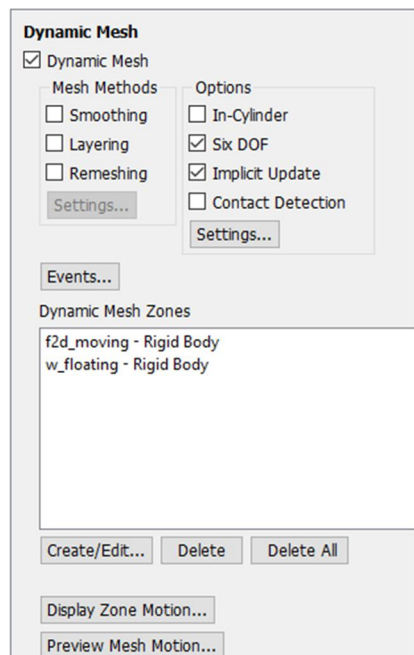 Dynamic Mesh
Dynamic Mesh
Mesh Methods
Smoothing
Layering
Remeshing
Settings...
Options
In-Cylinder
Six DOF
Implicit Update
Contact Detection
Settings...
Events...
Dynamic Mesh Zones
f2d_moving - Rigid Body
w_floating - Rigid Body
Create/Edit... Delete Delete All
Display Zone Motion...
Preview Mesh Motion...